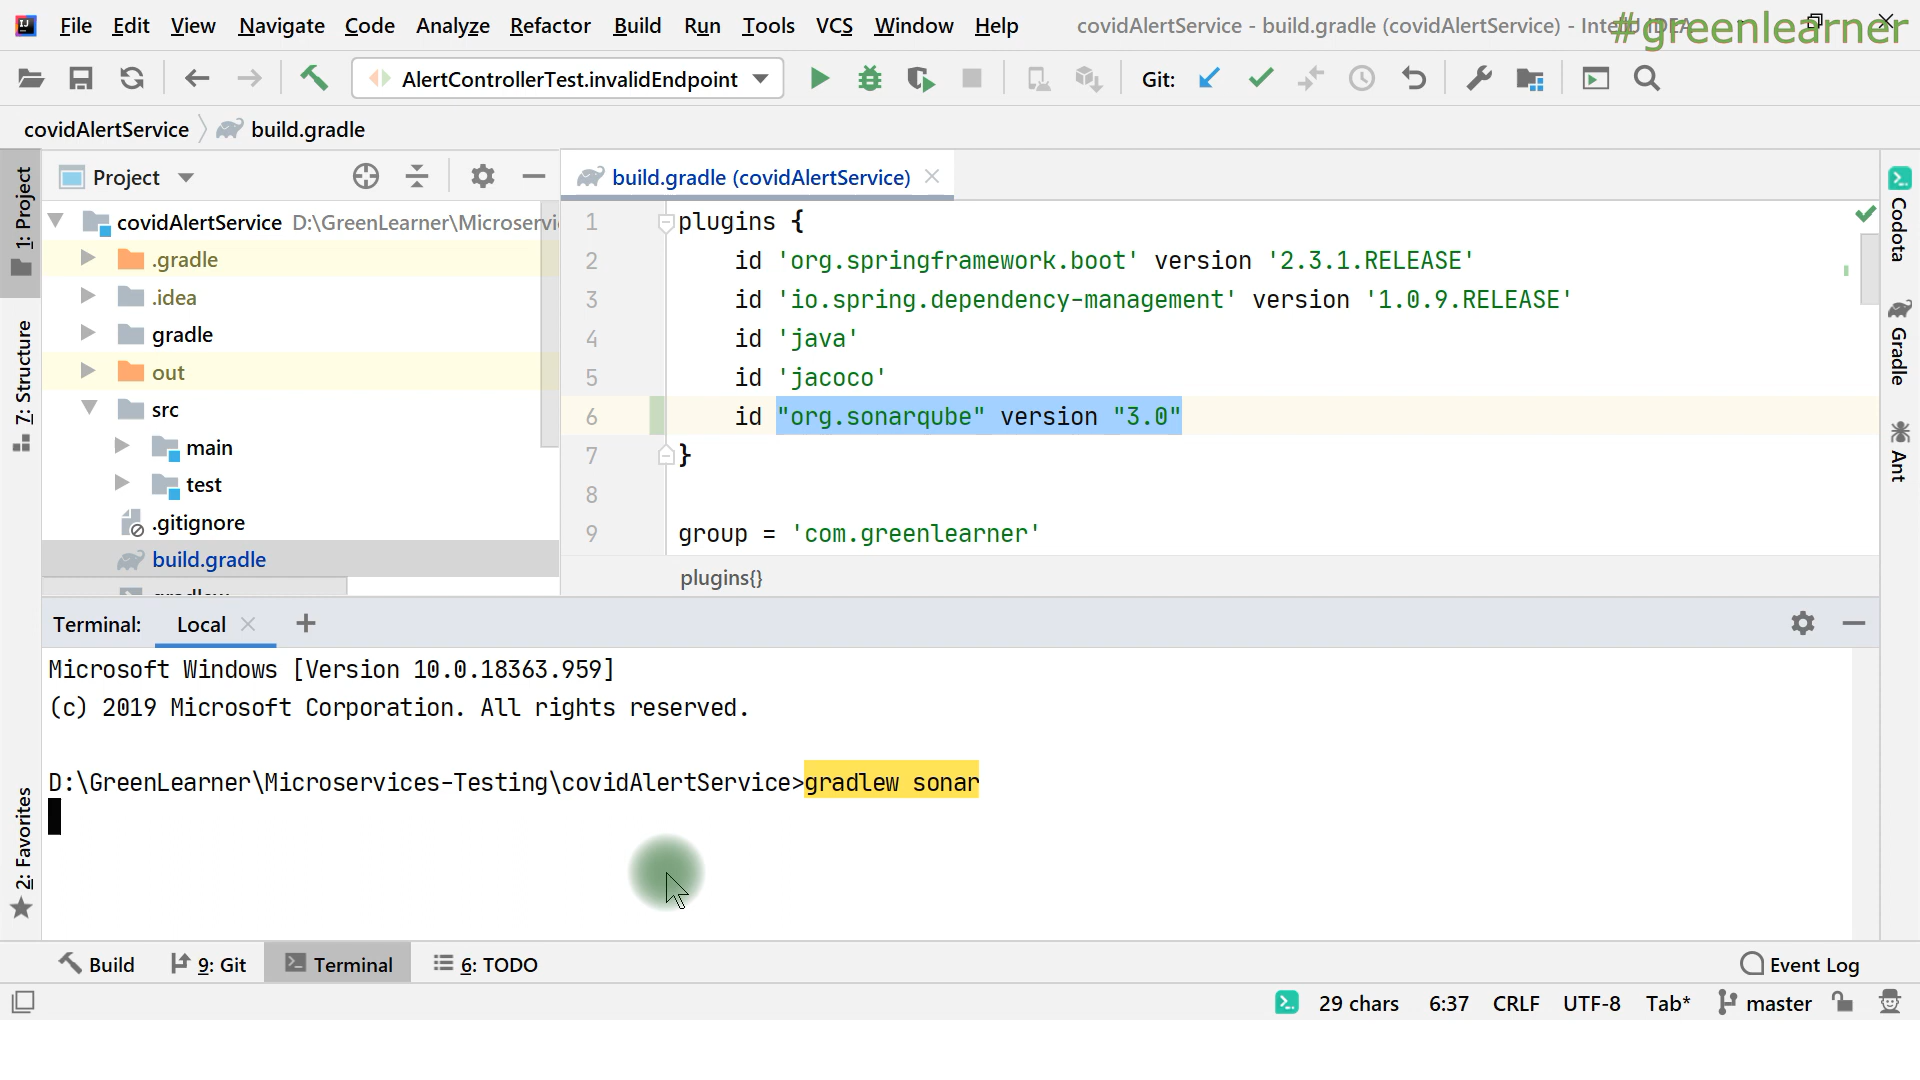 File Edit View Navigate Code Analyze Refactor Build Run Tools VCS Window Help covidAlertService - build.gradle (covidAlertService) - IDEA
#greenlearner
AlertControllerTest.invalidEndpoint Git:
covidAlertService build.gradle
1: Project
7: Structure
2: Favorites
Project
covidAlertService D:\GreenLearner\Microservi
.gradle
.idea
gradle
out
src
main
test
.gitignore
build.gradle
build.gradle (covidAlertService)
1 plugins {
2 id 'org.springframework.boot' version '2.3.1.RELEASE'
3 id 'io.spring.dependency-management' version '1.0.9.RELEASE'
4 id 'java'
5 id 'jacoco'
6 id "org.sonarqube" version "3.0"
7 }
8
9 group = 'com.greenlearner'
plugins{}
Codota
Gradle
Ant
Terminal: Local
Microsoft Windows [Version 10.0.18363.959]
(c) 2019 Microsoft Corporation. All rights reserved.
D:\GreenLearner\Microservices-Testing\covidAlertService>gradlew sonar
Build 9: Git Terminal 6: TODO Event Log
29 chars 6:37 CRLF UTF-8 Tab* master